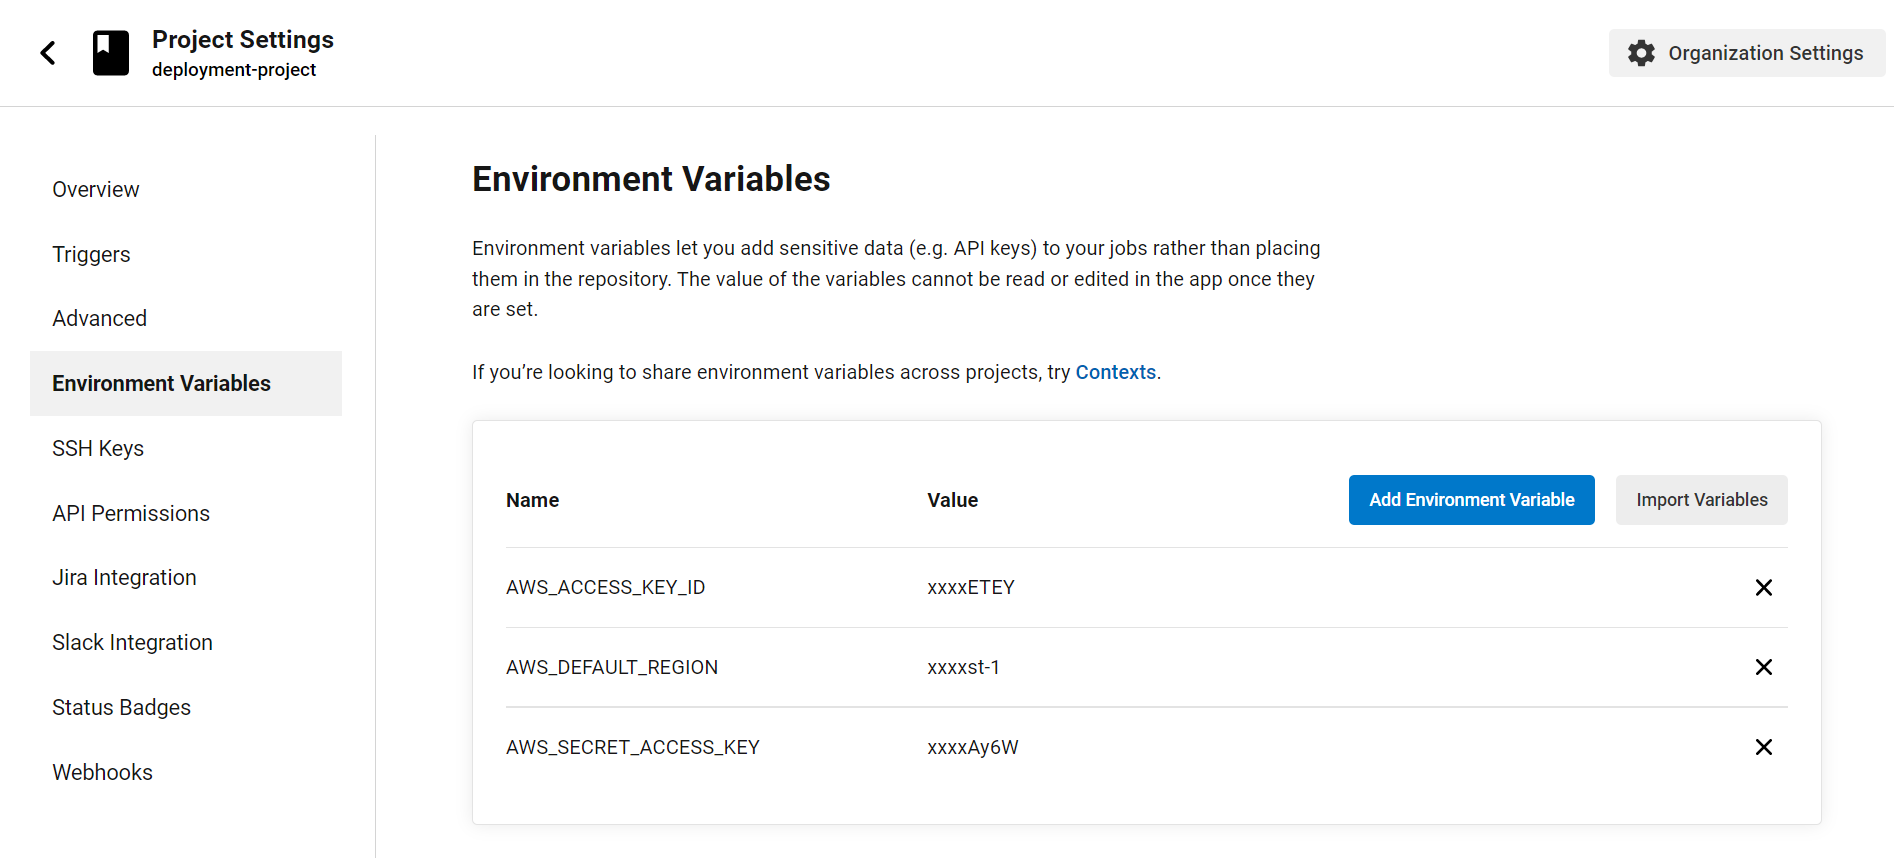 Project Settings
deployment-project
Organization Settings
Overview
Triggers
Advanced
Environment Variables
SSH Keys
API Permissions
Jira Integration
Slack Integration
Status Badges
Webhooks
Environment Variables
Environment variables let you add sensitive data (e.g. API keys) to your jobs rather than placing
them in the repository. The value of the variables cannot be read or edited in the app once they
are set.
If you’re looking to share environment variables across projects, try Contexts.
Name Value Add Environment Variable Import Variables
AWS_ACCESS_KEY_ID xxxxETEY
AWS_DEFAULT_REGION xxxxst-1
AWS_SECRET_ACCESS_KEY xxxxAy6W